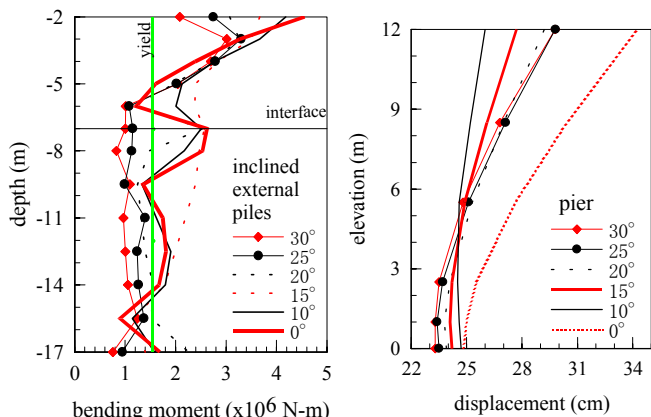 -2
-5
-8
-11
-14
-17
depth (m)
yield
interface
inclined
external
piles
30°
25°
20°
15°
10°
0°
0 1 2 3 4 5
bending moment (x10⁶ N-m)
12
9
6
3
0
elevation (m)
pier
30°
25°
20°
15°
10°
0°
22 25 28 31 34
displacement (cm)